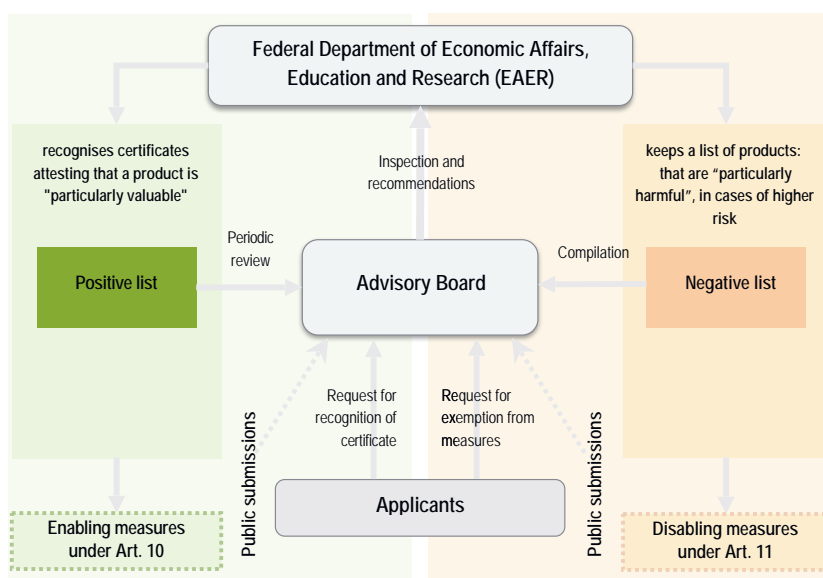 Federal Department of Economic Affairs,
Education and Research (EAER)
recognises certificates
attesting that a product is
"particularly valuable"
Inspection and
recommendations
keeps a list of products:
that are “particularly
harmful”, in cases of higher
risk
Periodic
review
Positive list
Advisory Board
Compilation
Negative list
Public submissions
Request for
recognition of
certificate
Request for
exemption from
measures
Public submissions
Applicants
Enabling measures
under Art. 10
Disabling measures
under Art. 11